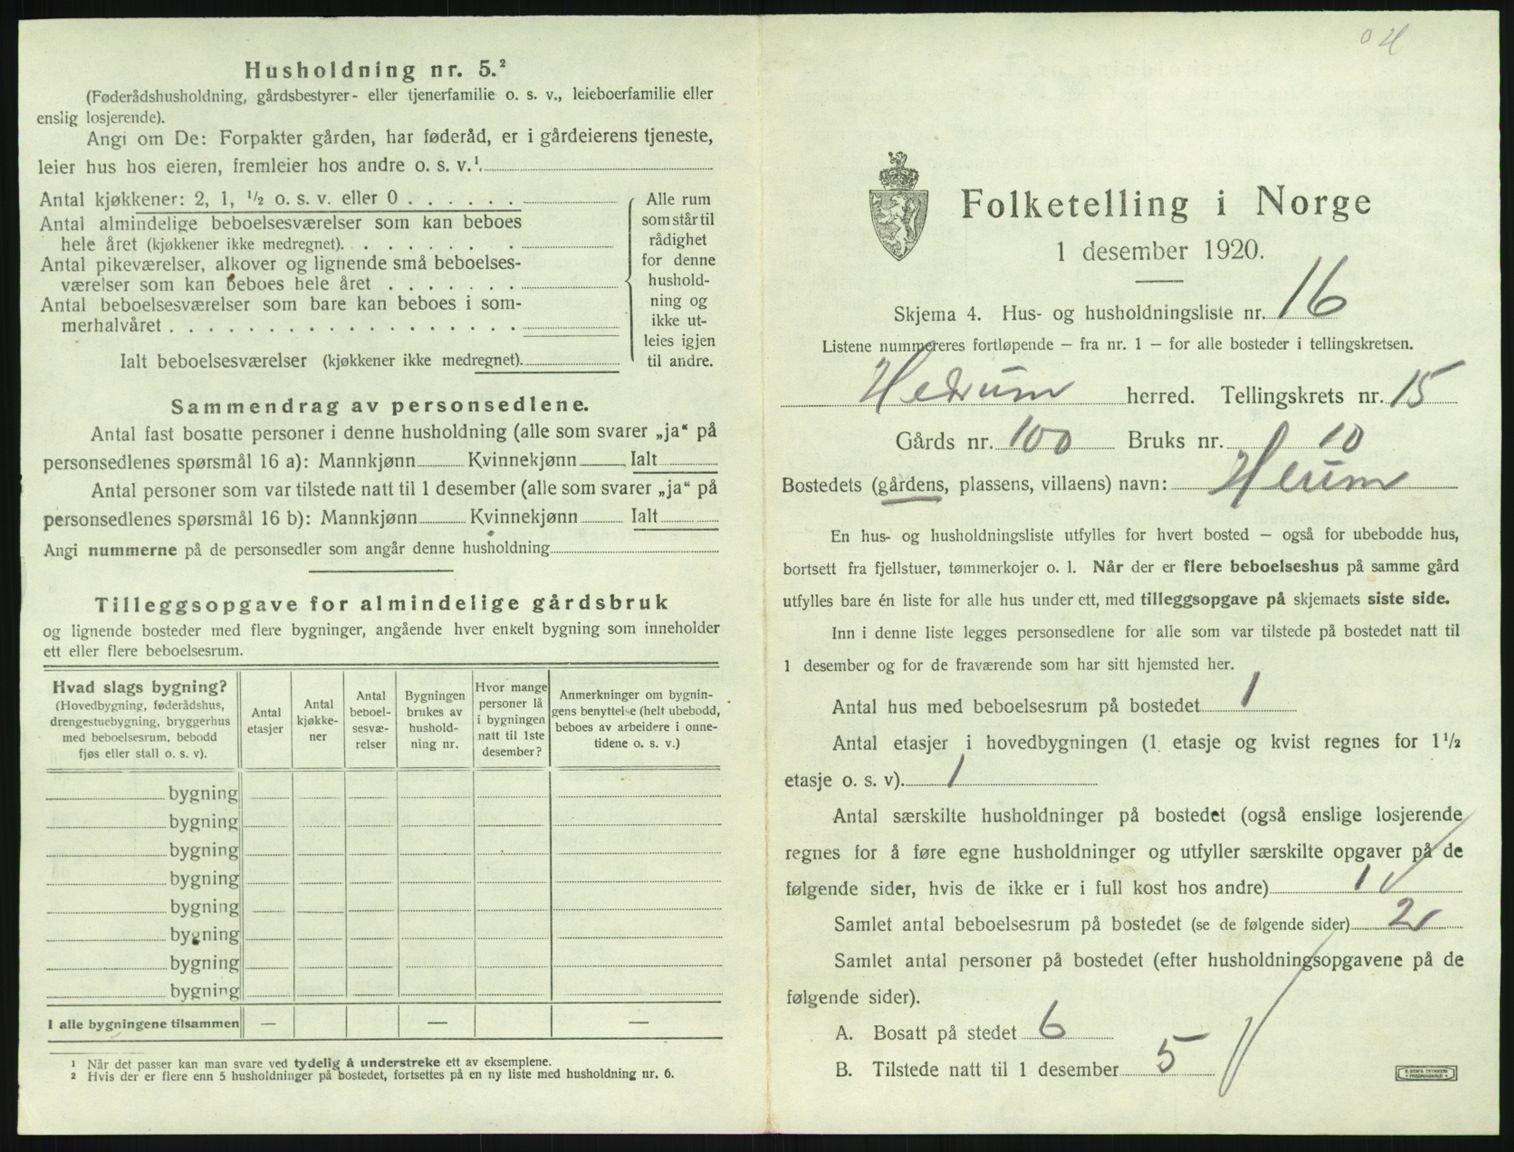 Husholdning nr. 5.²
(Føderådshusholdning, gårdsbestyrer- eller tjenerfamilie o. s. v., leieboerfamilie eller
enslig losjerende).
Angi om De: Forpakter gården, har føderåd, er i gårdeierens tjeneste,
leier hus hos eieren, fremleier hos andre o. s. v.¹.
Antal kjøkkener: 2, 1, ½ o. s. v. eller 0
Antal almindelige beboelsesværelser som kan beboes
hele året (kjøkkener ikke medregnet).
Antal pikeværelser, alkover og lignende små beboelses-
værelser som kan beboes hele året
Antal beboelsesværelser som bare kan beboes i som-
merhalvåret
Ialt beboelsesværelser (kjøkkener ikke medregnet).
Alle rum
som står til
rådighet
for denne
hushold-
ning og
ikke ut-
leies igjen
til andre.
Sammendrag av personsedlene.
Antal fast bosatte personer i denne husholdning (alle som svarer „ja“ på
personsedlenes spørsmål 16 a): Mannkjønn Kvinnekjønn Ialt
Antal personer som var tilstede natt til 1 desember (alle som svarer „ja“ på
personsedlenes spørsmål 16 b): Mannkjønn Kvinnekjønn Ialt
Angi nummerne på de personsedler som angår denne husholdning
Tilleggsopgave for almindelige gårdsbruk
og lignende bosteder med flere bygninger, angående hver enkelt bygning som inneholder
ett eller flere beboelsesrum.
Hvad slags bygning?
(Hovedbygning, føderådshus,
drengestuebygning, bryggerhus
med beboelsesrum, bebodd
fjøs eller stall o. s. v).
Antal
etasjer
Antal
kjøkke-
ner
Antal
beboel-
sesvæ-
relser
Bygningen
brukes av
hushold-
ning nr.
Hvor mange
personer lå
i bygningen
natt til 1ste
desember?
Anmerkninger om bygnin-
gens benyttelse (helt ubebodd,
beboes av arbeidere i onne-
tidene o. s. v.)
bygning
bygning
bygning
bygning
bygning
bygning
bygning
bygning
I alle bygningene tilsammen — — —
¹ Når det passer kan man svare ved tydelig å understreke ett av eksemplene.
² Hvis der er flere enn 5 husholdninger på bostedet, fortsettes på en ny liste med husholdning nr. 6.
Folketelling i Norge
1 desember 1920.
Skjema 4. Hus- og husholdningsliste nr. 16
Listene nummereres fortløpende — fra nr. 1 — for alle bosteder i tellingskretsen.
Hedrum herred. Tellingskrets nr. 15
Gårds nr. 100 Bruks nr. 10
Bostedets (gårdens, plassens, villaens) navn: Heum
En hus- og husholdningsliste utfylles for hvert bosted — også for ubebodde hus,
bortsett fra fjellstuer, tømmerkojer o. l. Når der er flere beboelseshus på samme gård
utfylles bare én liste for alle hus under ett, med tilleggsopgave på skjemaets siste side.
Inn i denne liste legges personsedlene for alle som var tilstede på bostedet natt til
1 desember og for de fraværende som har sitt hjemsted her.
Antal hus med beboelsesrum på bostedet 1
Antal etasjer i hovedbygningen (1 etasje og kvist regnes for 1½
etasje o. s. v). 1
Antal særskilte husholdninger på bostedet (også enslige losjerende
regnes for å føre egne husholdninger og utfyller særskilte opgaver på de
følgende sider, hvis de ikke er i full kost hos andre) 1
Samlet antal beboelsesrum på bostedet (se de følgende sider) 2
Samlet antal personer på bostedet (efter husholdningsopgavene på de
følgende sider).
A. Bosatt på stedet 6
B. Tilstede natt til 1 desember 5